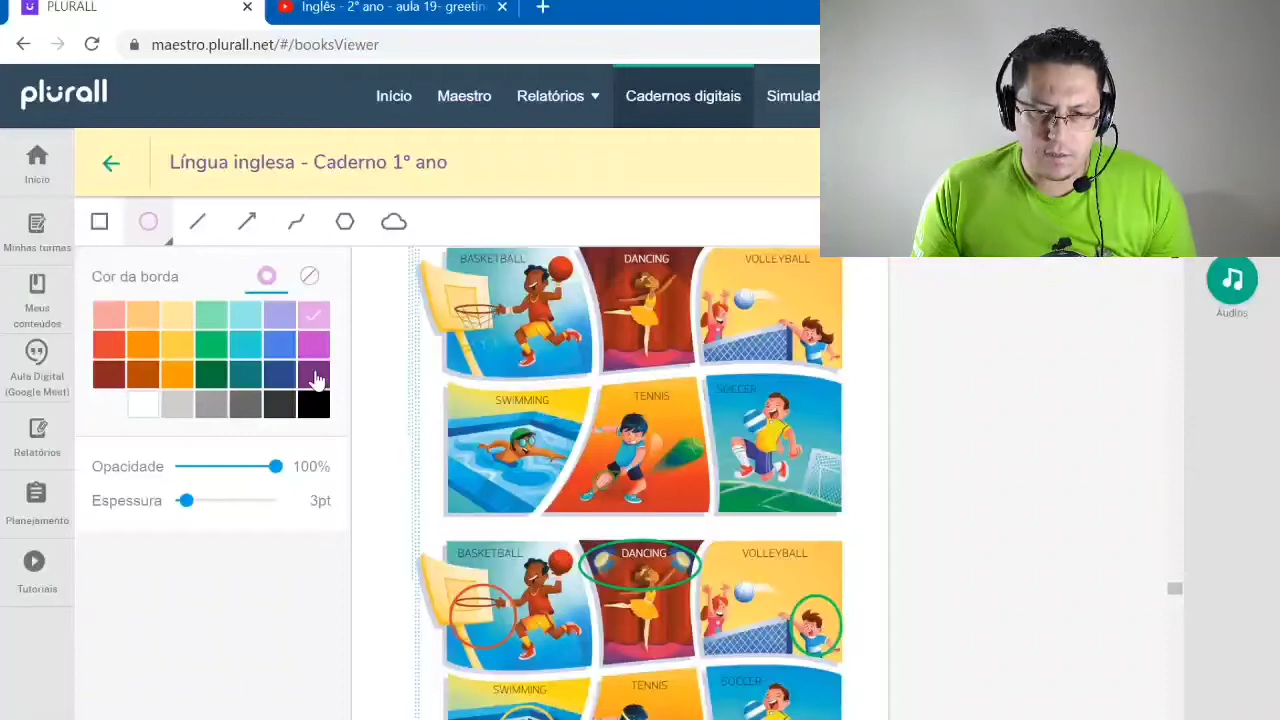 PLURALL
Inglês - 2° ano - aula 19- greetin
maestro.plurall.net/#/booksViewer
plurall
Início
Maestro
Relatórios
Cadernos digitais
Simulad
Início
Língua inglesa - Caderno 1º ano
Minhas turmas
Meus
conteúdos
Aula Digital
(Google Meet)
Relatórios
Planejamento
Tutoriais
Cor da borda
Opacidade
100%
Espessura
3pt
BASKETBALL
DANCING
VOLLEYBALL
SWIMMING
TENNIS
SOCCER
BASKETBALL
DANCING
VOLLEYBALL
SWIMMING
TENNIS
SOCCER
Áudios